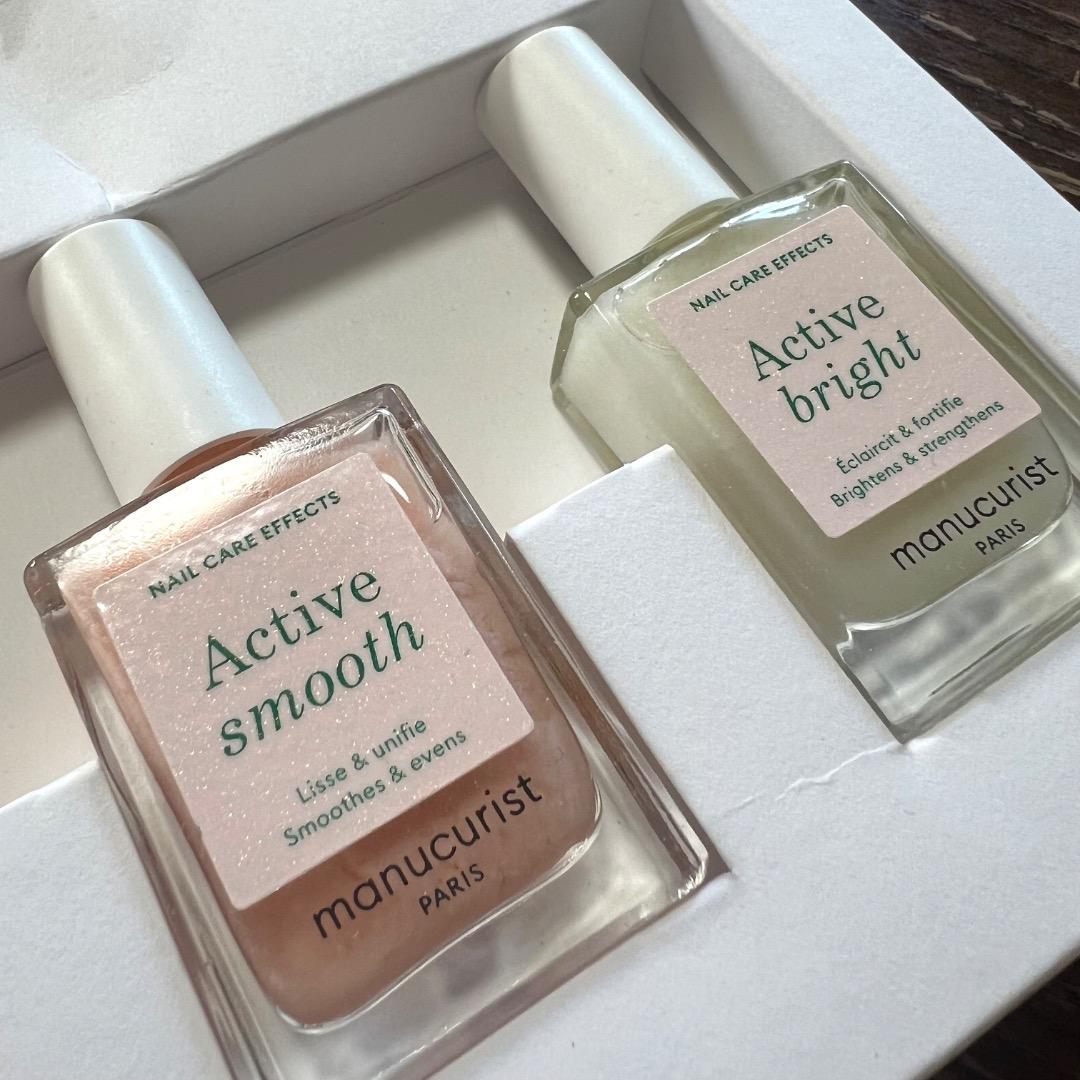 NAIL CARE EFFECTS
Active
smooth
Lisse & unifie
Smoothes & evens
manucurist
PARIS
NAIL CARE EFFECTS
Active
bright
Éclaircit & fortifie
Brightens & strengthens
manucurist
PARIS